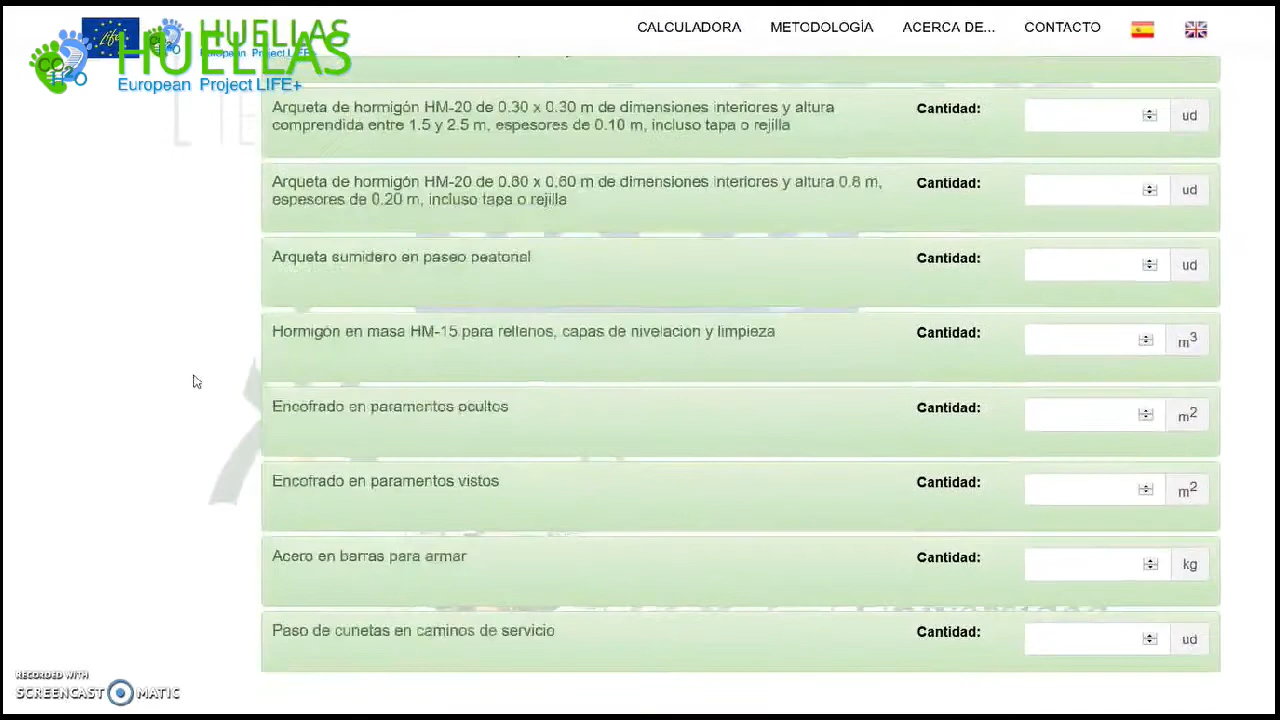 CALCULADORA METODOLOGÍA ACERCA DE... CONTACTO
HUELLAS
European Project LIFE+
CO2
H2O
Life
Arqueta de hormigón HM-20 de 0.30 x 0.30 m de dimensiones interiores y altura
comprendida entre 1.5 y 2.5 m, espesores de 0.10 m, incluso tapa o rejilla
Cantidad: ud
Arqueta de hormigón HM-20 de 0.60 x 0.60 m de dimensiones interiores y altura 0.8 m,
espesores de 0.20 m, incluso tapa o rejilla
Cantidad: ud
Arqueta sumidero en paseo peatonal
Cantidad: ud
Hormigón en masa HM-15 para rellenos, capas de nivelación y limpieza
Cantidad: m3
Encofrado en paramentos ocultos
Cantidad: m2
Encofrado en paramentos vistos
Cantidad: m2
Acero en barras para armar
Cantidad: kg
Paso de cunetas en caminos de servicio
Cantidad: ud
RECORDED WITH
SCREENCAST MATIC